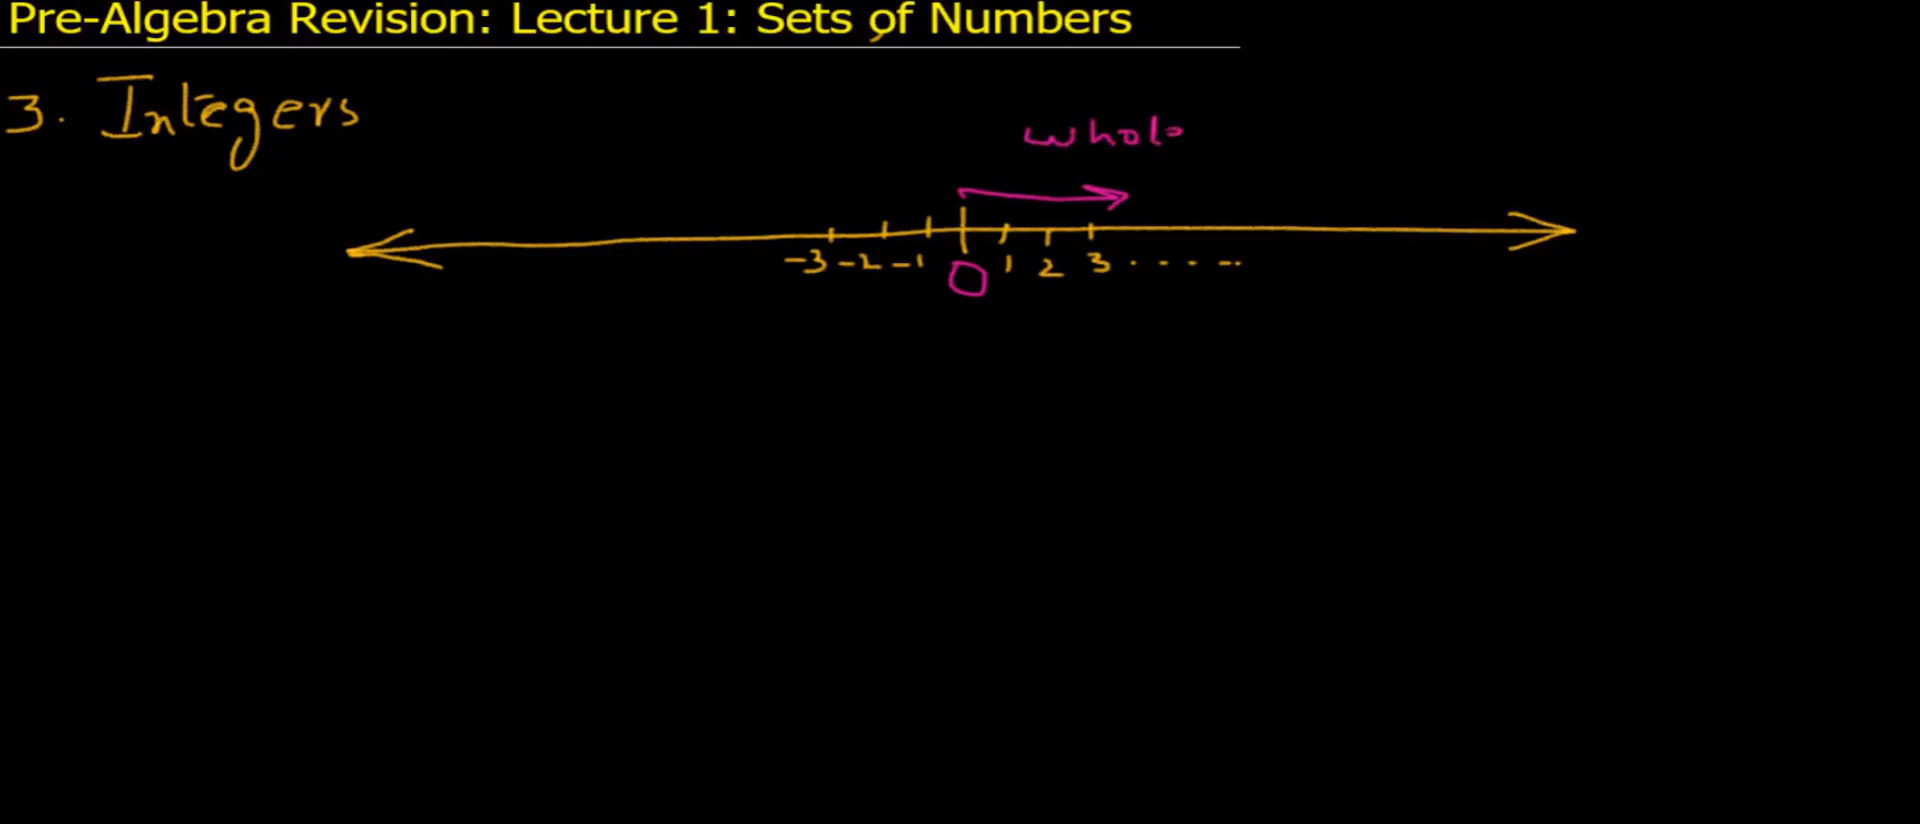 Pre-Algebra Revision: Lecture 1: Sets of Numbers
3. Integers
whole
-3 -2 -1 0 1 2 3 . . . . ..